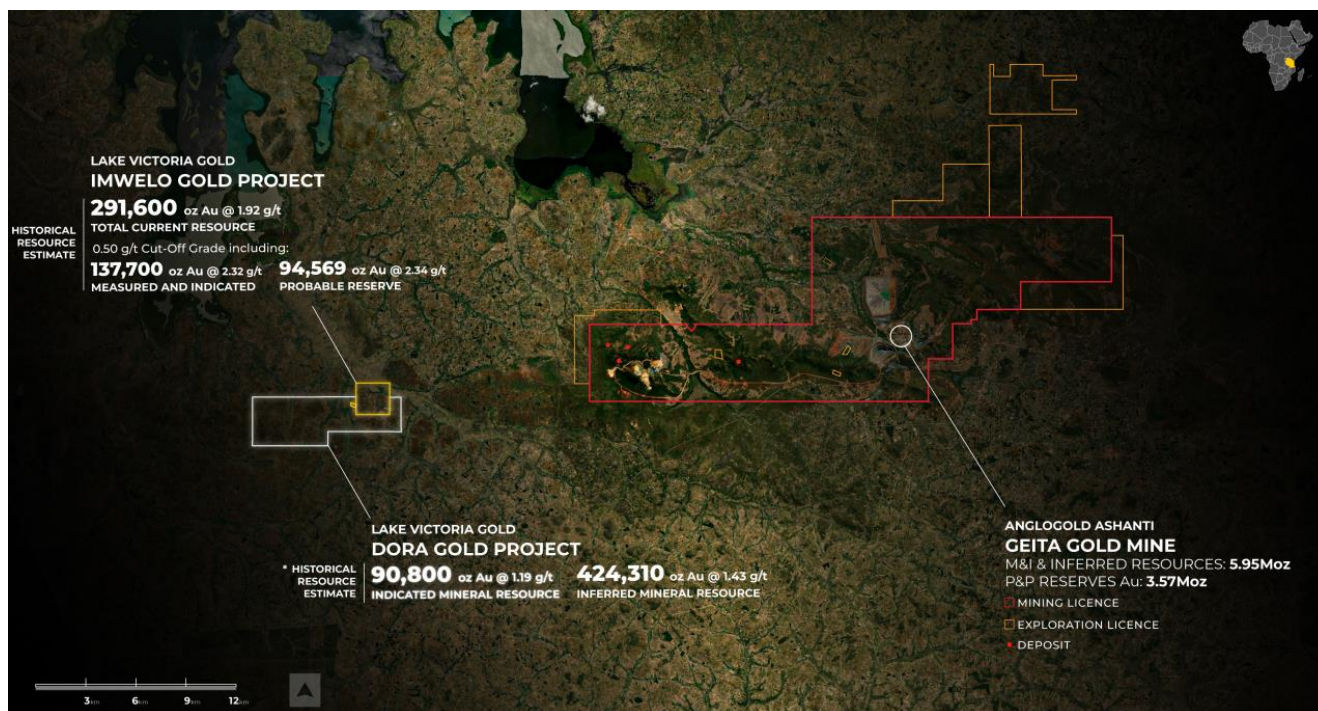 LAKE VICTORIA GOLD
IMWELO GOLD PROJECT
HISTORICAL
RESOURCE
ESTIMATE
291,600 oz Au @ 1.92 g/t
TOTAL CURRENT RESOURCE
0.50 g/t Cut-Off Grade including:
137,700 oz Au @ 2.32 g/t
MEASURED AND INDICATED
94,569 oz Au @ 2.34 g/t
PROBABLE RESERVE
LAKE VICTORIA GOLD
DORA GOLD PROJECT
* HISTORICAL
RESOURCE
ESTIMATE
90,800 oz Au @ 1.19 g/t
INDICATED MINERAL RESOURCE
424,310 oz Au @ 1.43 g/t
INFERRED MINERAL RESOURCE
ANGLOGOLD ASHANTI
GEITA GOLD MINE
M&I & INFERRED RESOURCES: 5.95Moz
P&P RESERVES Au: 3.57Moz
MINING LICENCE
EXPLORATION LICENCE
DEPOSIT
3km 6km 9km 12km